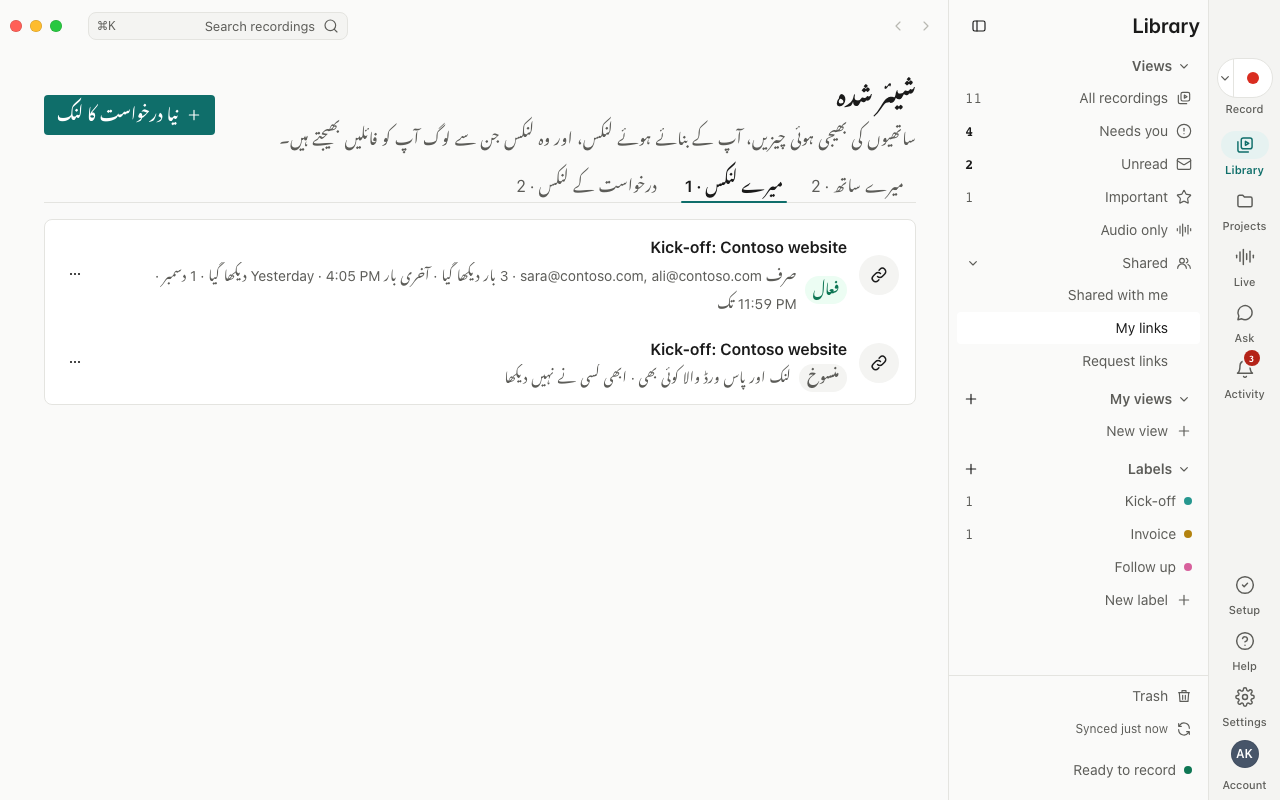 Search recordings
⌘K
شیئر شدہ
ساتھیوں کی بھیجی ہوئی چیزیں، آپ کے بنائے ہوئے لنکس، اور وہ لنکس جن سے لوگ آپ کو فائلیں بھیجتے ہیں۔
+ نیا درخواست کا لنک
میرے ساتھ · 2
میرے لنکس · 1
درخواست کے لنکس · 2
Kick-off: Contoso website
فعال
صرف sara@contoso.com, ali@contoso.com · 3 بار دیکھا گیا · آخری بار Yesterday · 4:05 PM دیکھا گیا · 1 دسمبر ·
11:59 PM تک
Kick-off: Contoso website
منسوخ
لنک اور پاس ورڈ والا کوئی بھی · ابھی کسی نے نہیں دیکھا
Library
Views
All recordings 11
Needs you 4
Unread 2
Important 1
Audio only
Shared
Shared with me
My links
Request links
My views
New view
Labels
Kick-off 1
Invoice 1
Follow up
New label
Trash
Synced just now
Ready to record
Record
Library
Projects
Live
Ask
3
Activity
Setup
Help
Settings
AK
Account